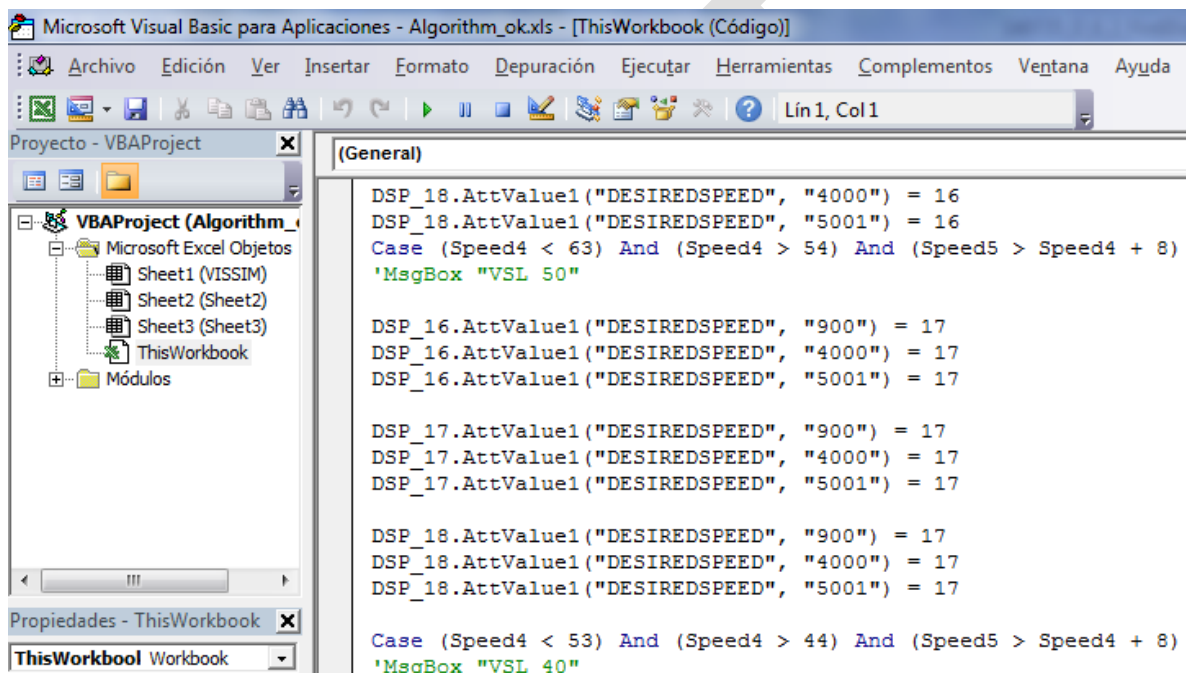 Microsoft Visual Basic para Aplicaciones - Algorithm_ok.xls - [ThisWorkbook (Código)]
Archivo Edición Ver Insertar Formato Depuración Ejecutar Herramientas Complementos Ventana Ayuda
Lín 1, Col 1
Proyecto - VBAProject
VBAProject (Algorithm_
Microsoft Excel Objetos
Sheet1 (VISSIM)
Sheet2 (Sheet2)
Sheet3 (Sheet3)
ThisWorkbook
Módulos
Propiedades - ThisWorkbook
ThisWorkbool Workbook
(General)
DSP_18.AttValue1("DESIREDSPEED", "4000") = 16
DSP_18.AttValue1("DESIREDSPEED", "5001") = 16
Case (Speed4 < 63) And (Speed4 > 54) And (Speed5 > Speed4 + 8)
'MsgBox "VSL 50"
DSP_16.AttValue1("DESIREDSPEED", "900") = 17
DSP_16.AttValue1("DESIREDSPEED", "4000") = 17
DSP_16.AttValue1("DESIREDSPEED", "5001") = 17
DSP_17.AttValue1("DESIREDSPEED", "900") = 17
DSP_17.AttValue1("DESIREDSPEED", "4000") = 17
DSP_17.AttValue1("DESIREDSPEED", "5001") = 17
DSP_18.AttValue1("DESIREDSPEED", "900") = 17
DSP_18.AttValue1("DESIREDSPEED", "4000") = 17
DSP_18.AttValue1("DESIREDSPEED", "5001") = 17
Case (Speed4 < 53) And (Speed4 > 44) And (Speed5 > Speed4 + 8)
'MsgBox "VSL 40"